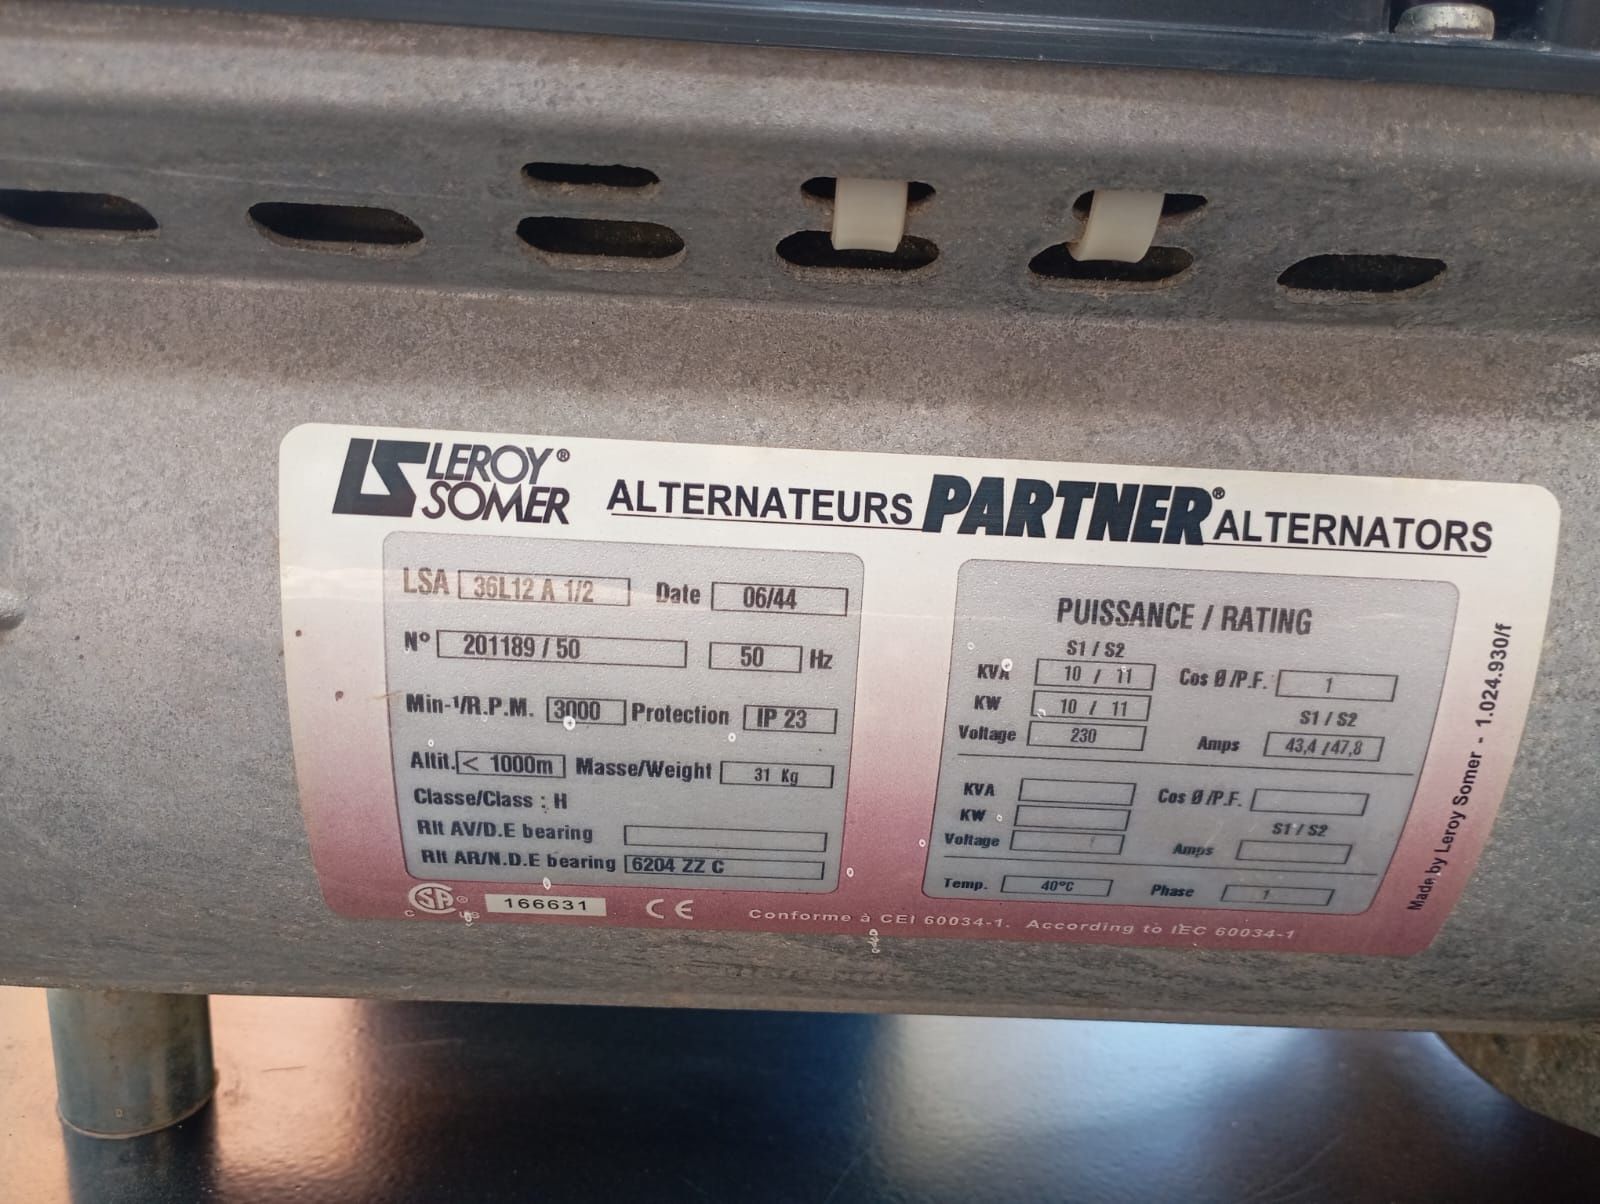 LS LEROY® SOMER ALTERNATEURS PARTNER® ALTERNATORS
LSA 36L12 A 1/2 Date 06/44
N° 201189 / 50 50 Hz
Min-¹/R.P.M. 3000 Protection IP 23
Altit. < 1000m Masse/Weight 31 Kg
Classe/Class : H
Rlt AV/D.E bearing
Rlt AR/N.D.E bearing 6204 ZZ C
PUISSANCE / RATING
S1 / S2
KVA 10 / 11 Cos Ø/P.F. 1
KW 10 / 11
S1 / S2
Voltage 230 Amps 43,4 / 47,8
KVA Cos Ø/P.F.
KW
S1 / S2
Voltage Amps
Temp. 40°C Phase 1
C SA® US 166631 CE Conforme à CEI 60034-1. According to IEC 60034-1
Made by Leroy Somer - 1.024.930/f